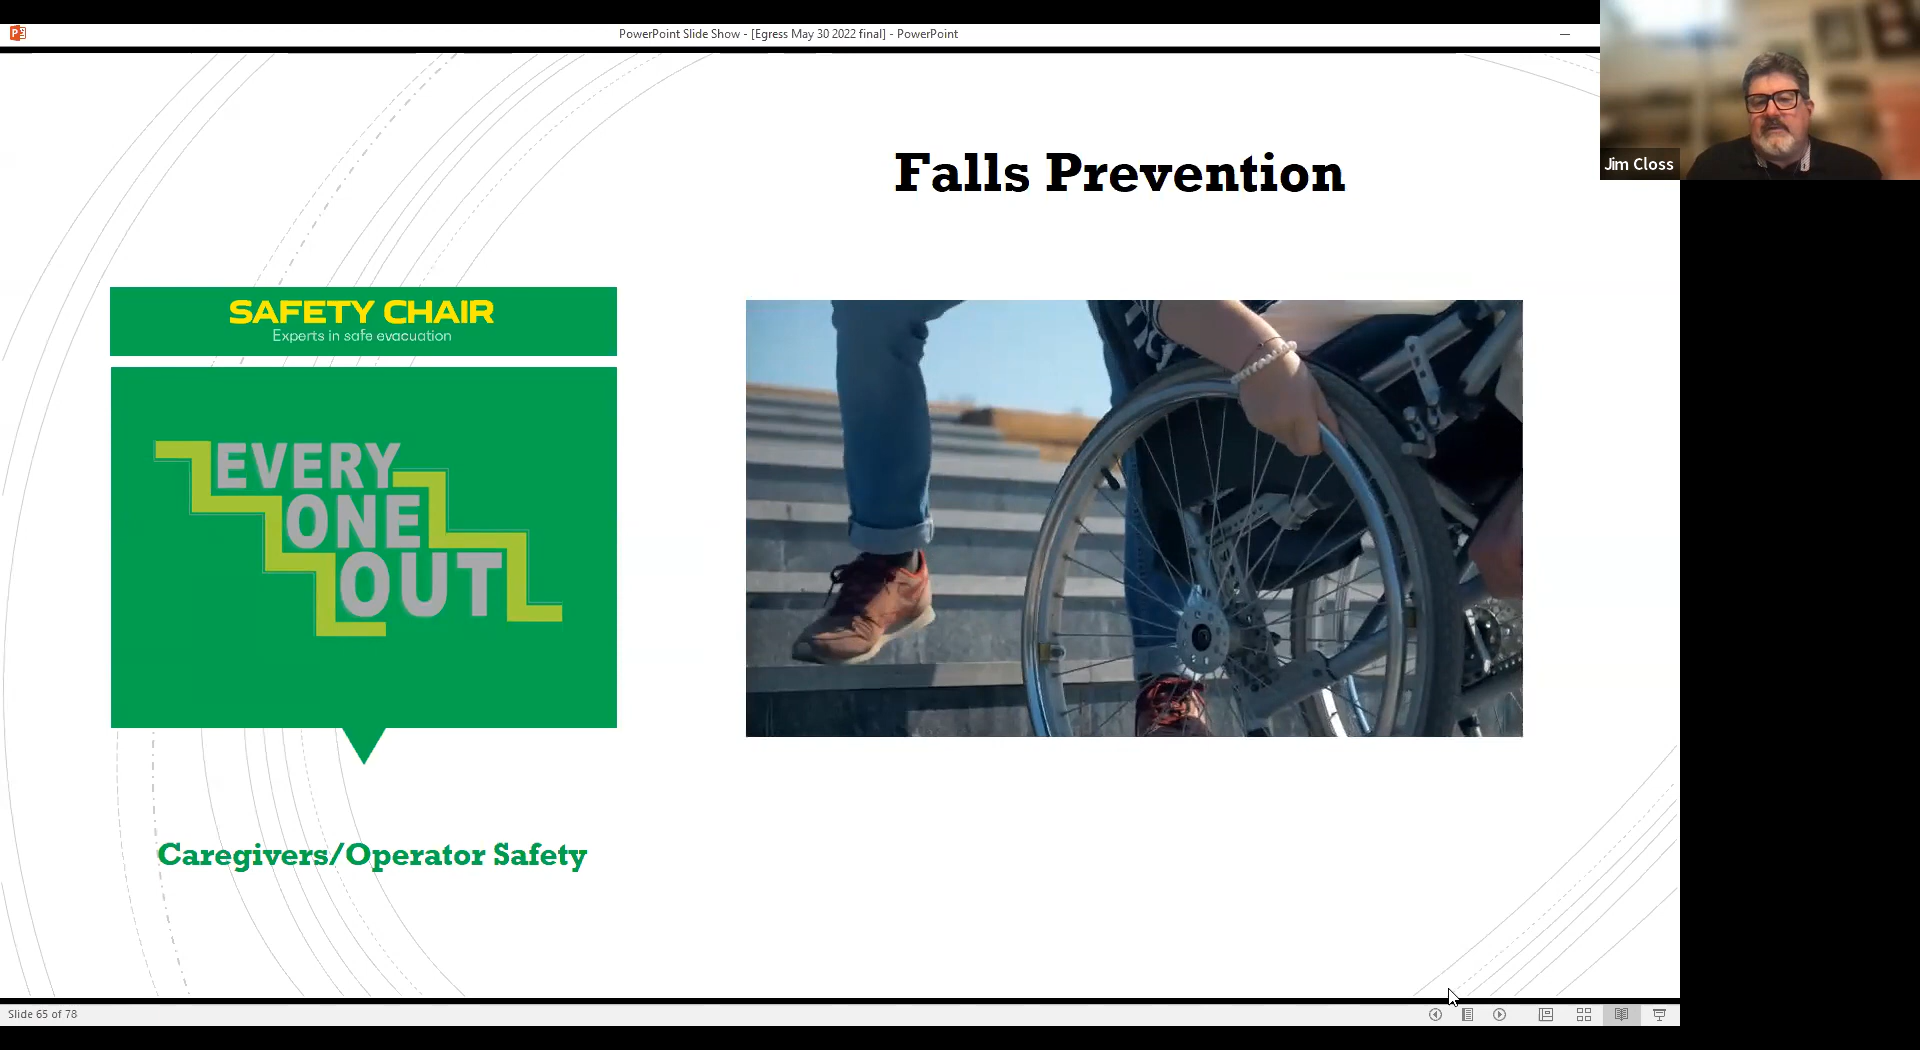 PowerPoint Slide Show - [Egress May 30 2022 final] - PowerPoint
Jim Closs
Falls Prevention
SAFETY CHAIR
Experts in safe evacuation
EVERY
ONE
OUT
Caregivers/Operator Safety
Slide 65 of 78